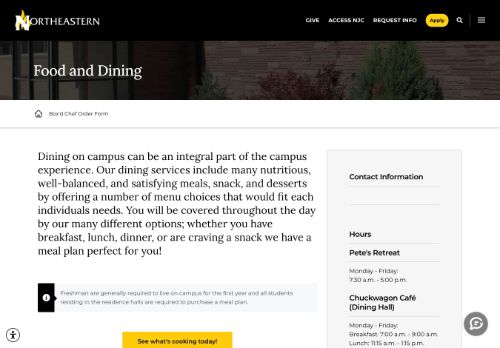 NORTHEASTERN
GIVE ACCESS NJC REQUEST INFO Apply
Food and Dining
Box'd Chef Order Form
Dining on campus can be an integral part of the campus
experience. Our dining services include many nutritious,
well-balanced, and satisfying meals, snack, and desserts
by offering a number of menu choices that would fit each
individuals needs. You will be covered throughout the day
by our many different options; whether you have
breakfast, lunch, dinner, or are craving a snack we have a
meal plan perfect for you!
Freshman are generally required to live on campus for the first year and all students
residing in the residence halls are required to purchase a meal plan.
See what's cooking today!
Contact Information
Hours
Pete's Retreat
Monday - Friday:
7:30 a.m. - 5:00 p.m.
Chuckwagon Café
(Dining Hall)
Monday - Friday:
Breakfast: 7:00 a.m. - 9:00 a.m.
Lunch: 11:15 a.m. - 1:15 p.m.